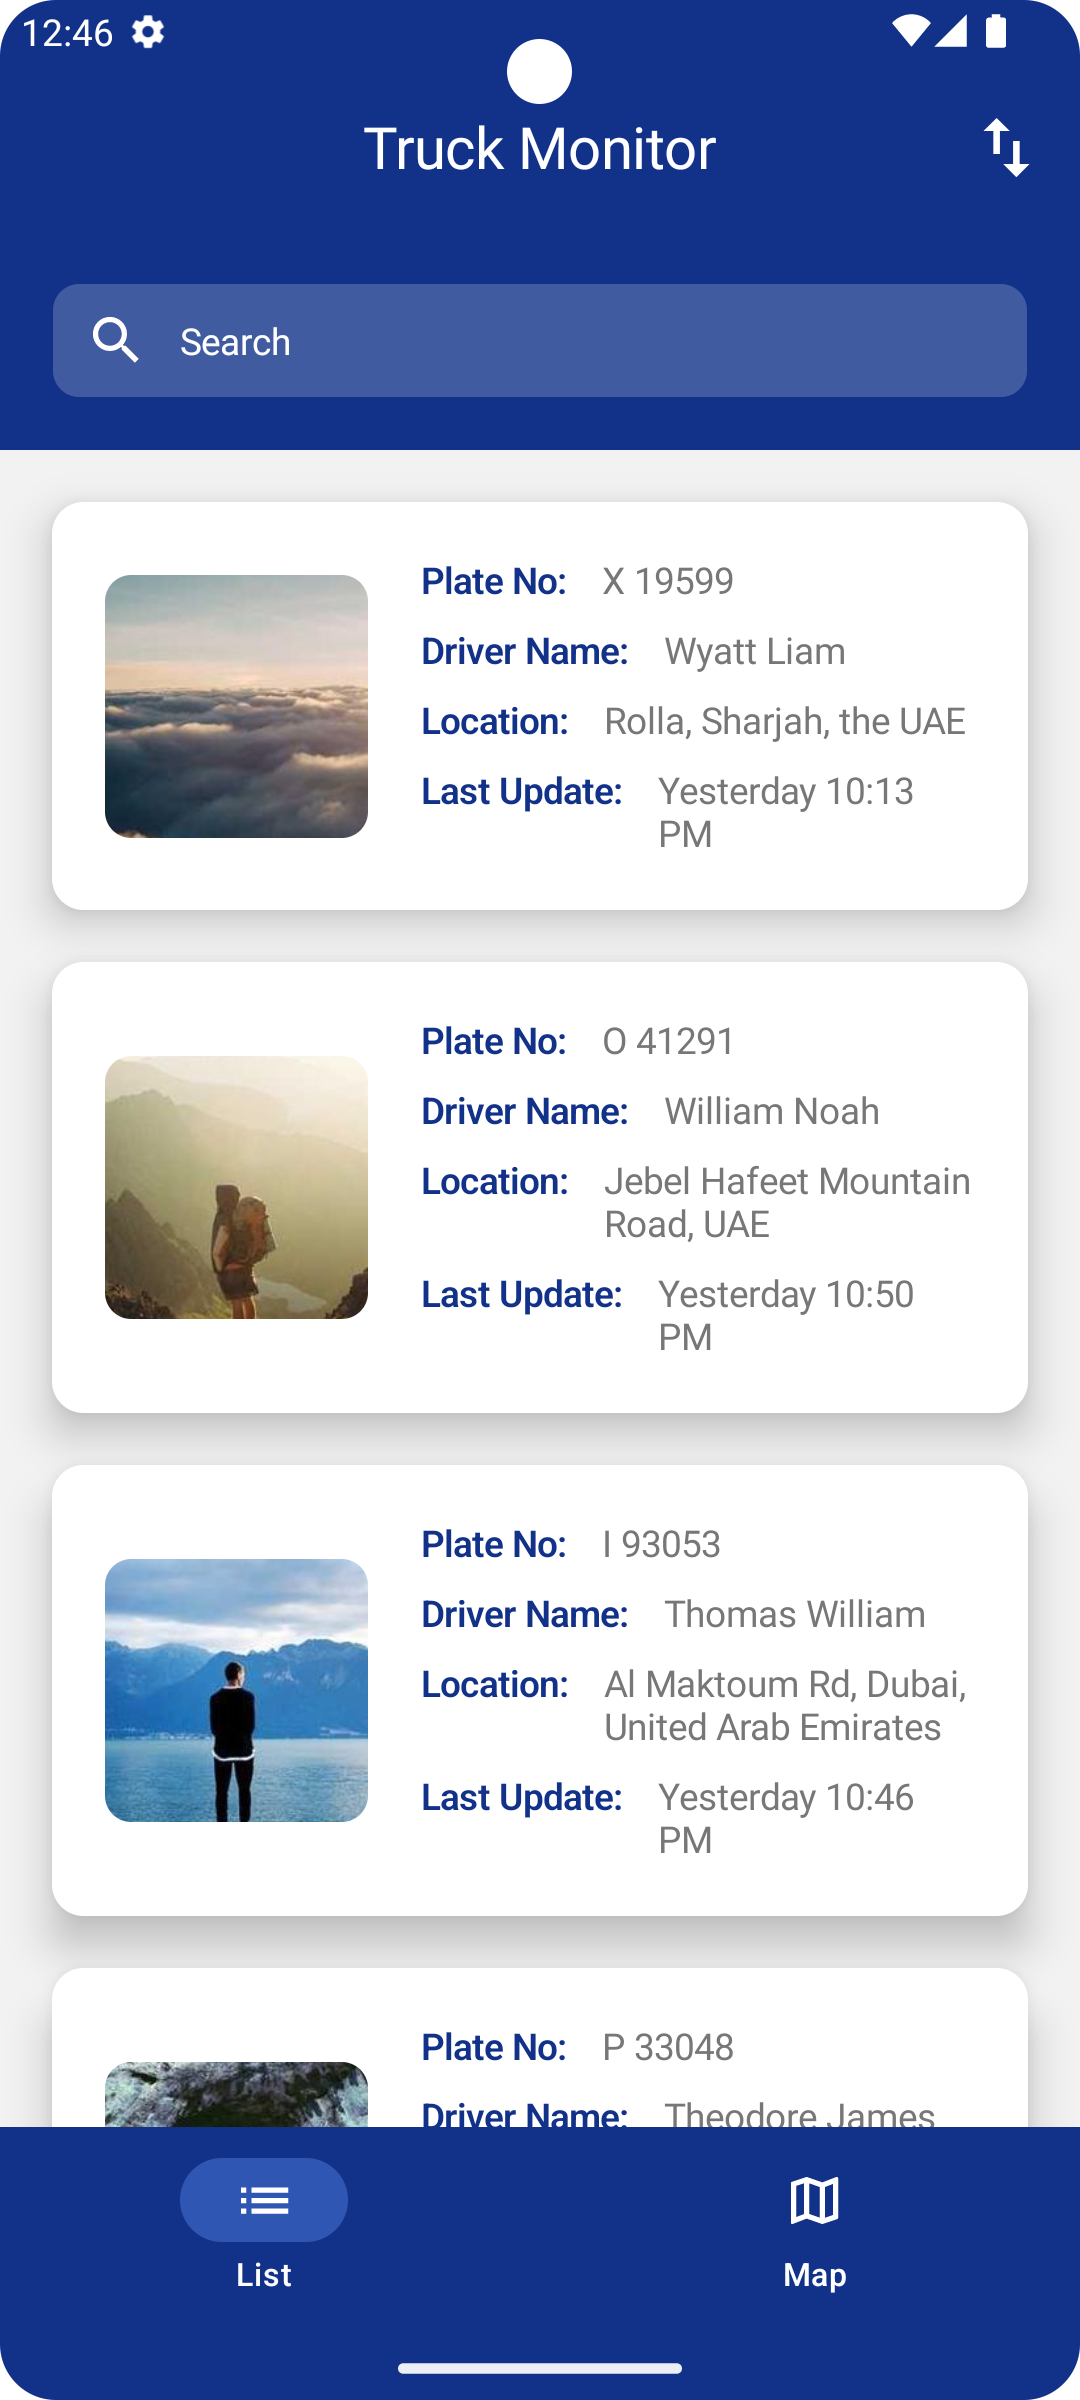 12:46
Truck Monitor
Search
Plate No: X 19599
Driver Name: Wyatt Liam
Location: Rolla, Sharjah, the UAE
Last Update: Yesterday 10:13
PM
Plate No: O 41291
Driver Name: William Noah
Location: Jebel Hafeet Mountain
Road, UAE
Last Update: Yesterday 10:50
PM
Plate No: I 93053
Driver Name: Thomas William
Location: Al Maktoum Rd, Dubai,
United Arab Emirates
Last Update: Yesterday 10:46
PM
Plate No: P 33048
Driver Name: Theodore James
List
Map